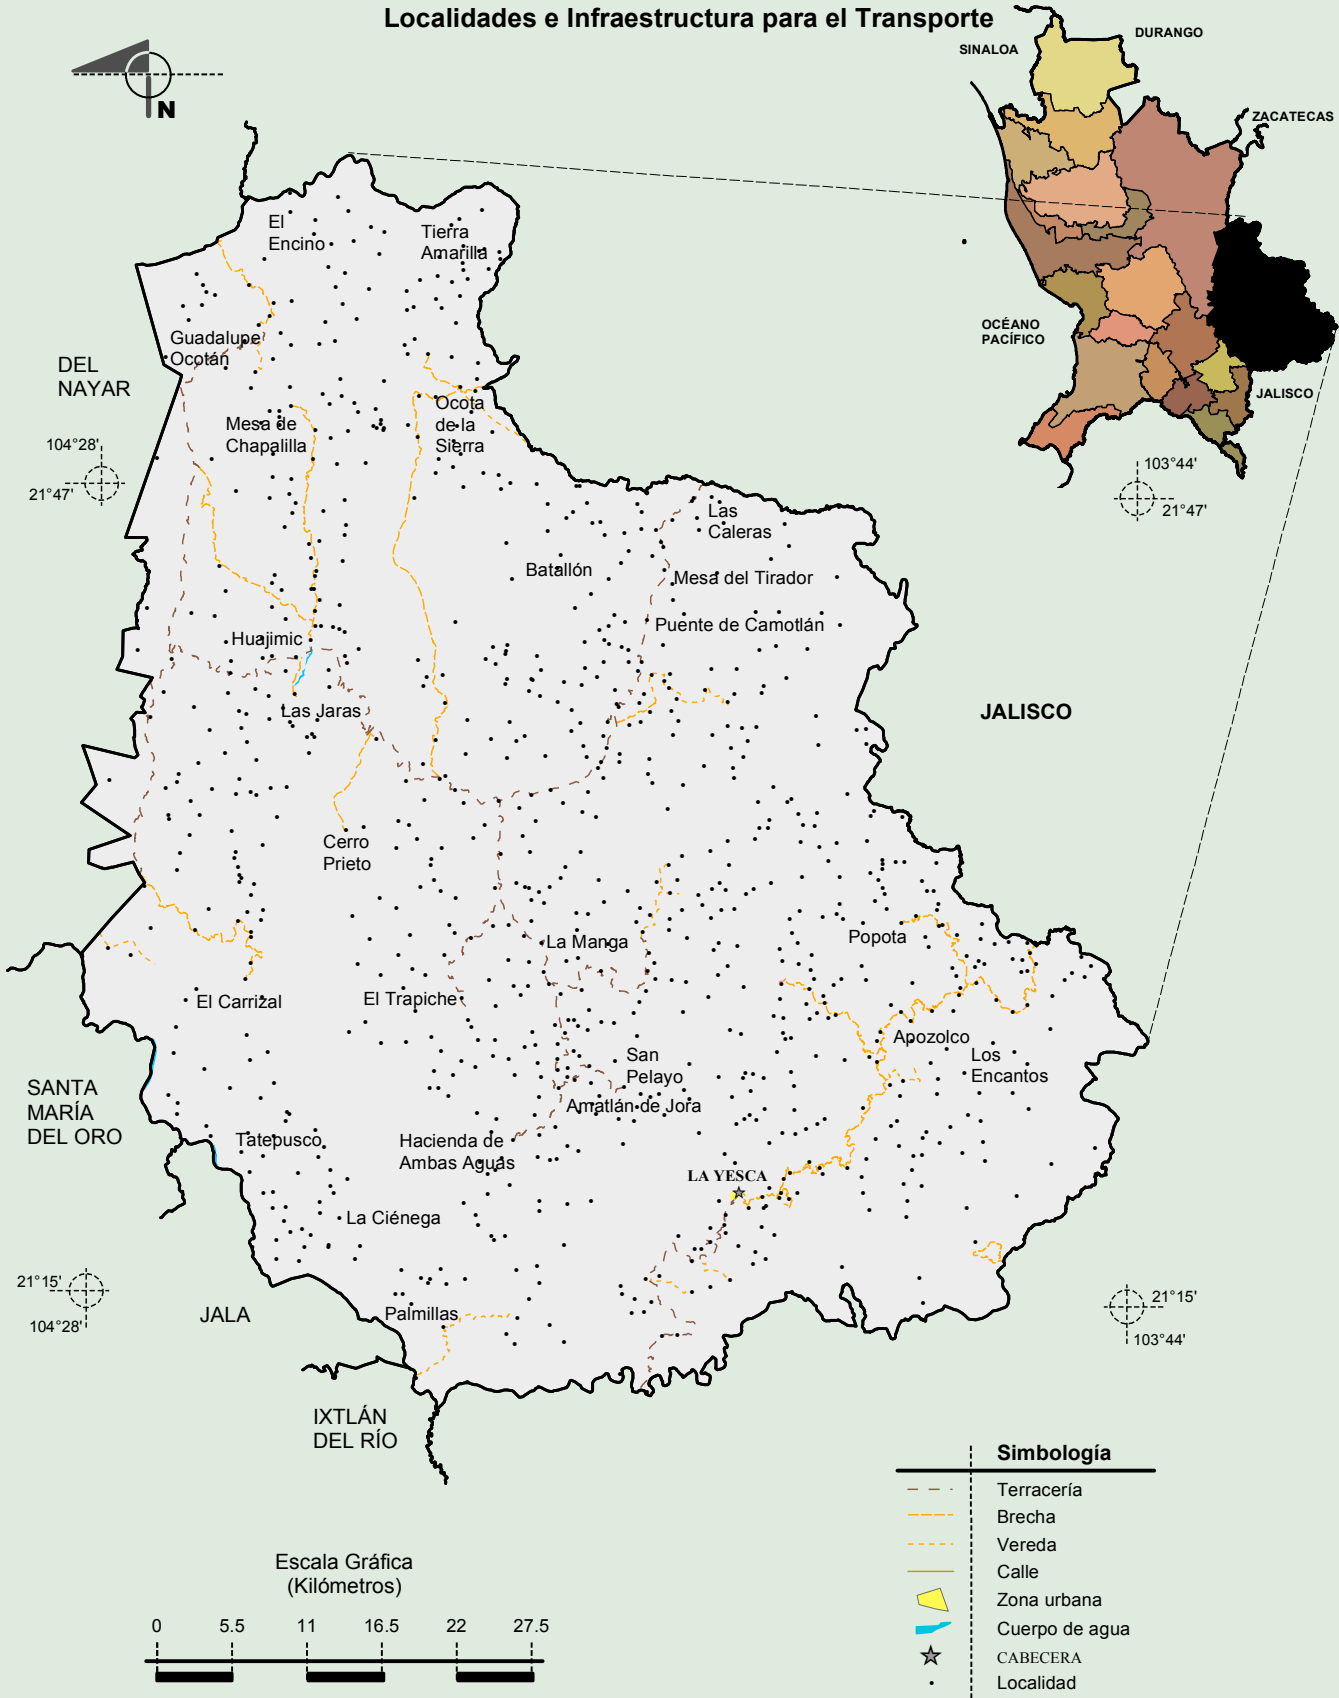 Localidades e Infraestructura para el Transporte
N
SINALOA
DURANGO
ZACATECAS
OCÉANO
PACÍFICO
JALISCO
El
Encino
Tierra
Amarilla
Guadalupe
Ocotán
DEL
NAYAR
Mesa de
Chapalilla
Ocota
de la
Sierra
104°28'
21°47'
103°44'
21°47'
Las
Caleras
Batallón
Mesa del Tirador
Huajimic
Puente de Camotlán
Las Jaras
JALISCO
Cerro
Prieto
La Manga
Popota
El Carrizal
El Trapiche
Apozolco
San
Pelayo
Los
Encantos
SANTA
MARÍA
DEL ORO
Amatlán de Jora
Tatepusco
Hacienda de
Ambas Aguas
LA YESCA
La Ciénega
21°15'
104°28'
JALA
Palmillas
21°15'
103°44'
IXTLÁN
DEL RÍO
Simbología
Terracería
Brecha
Vereda
Calle
Zona urbana
Cuerpo de agua
CABECERA
Localidad
Escala Gráfica
(Kilómetros)
0 5.5 11 16.5 22 27.5